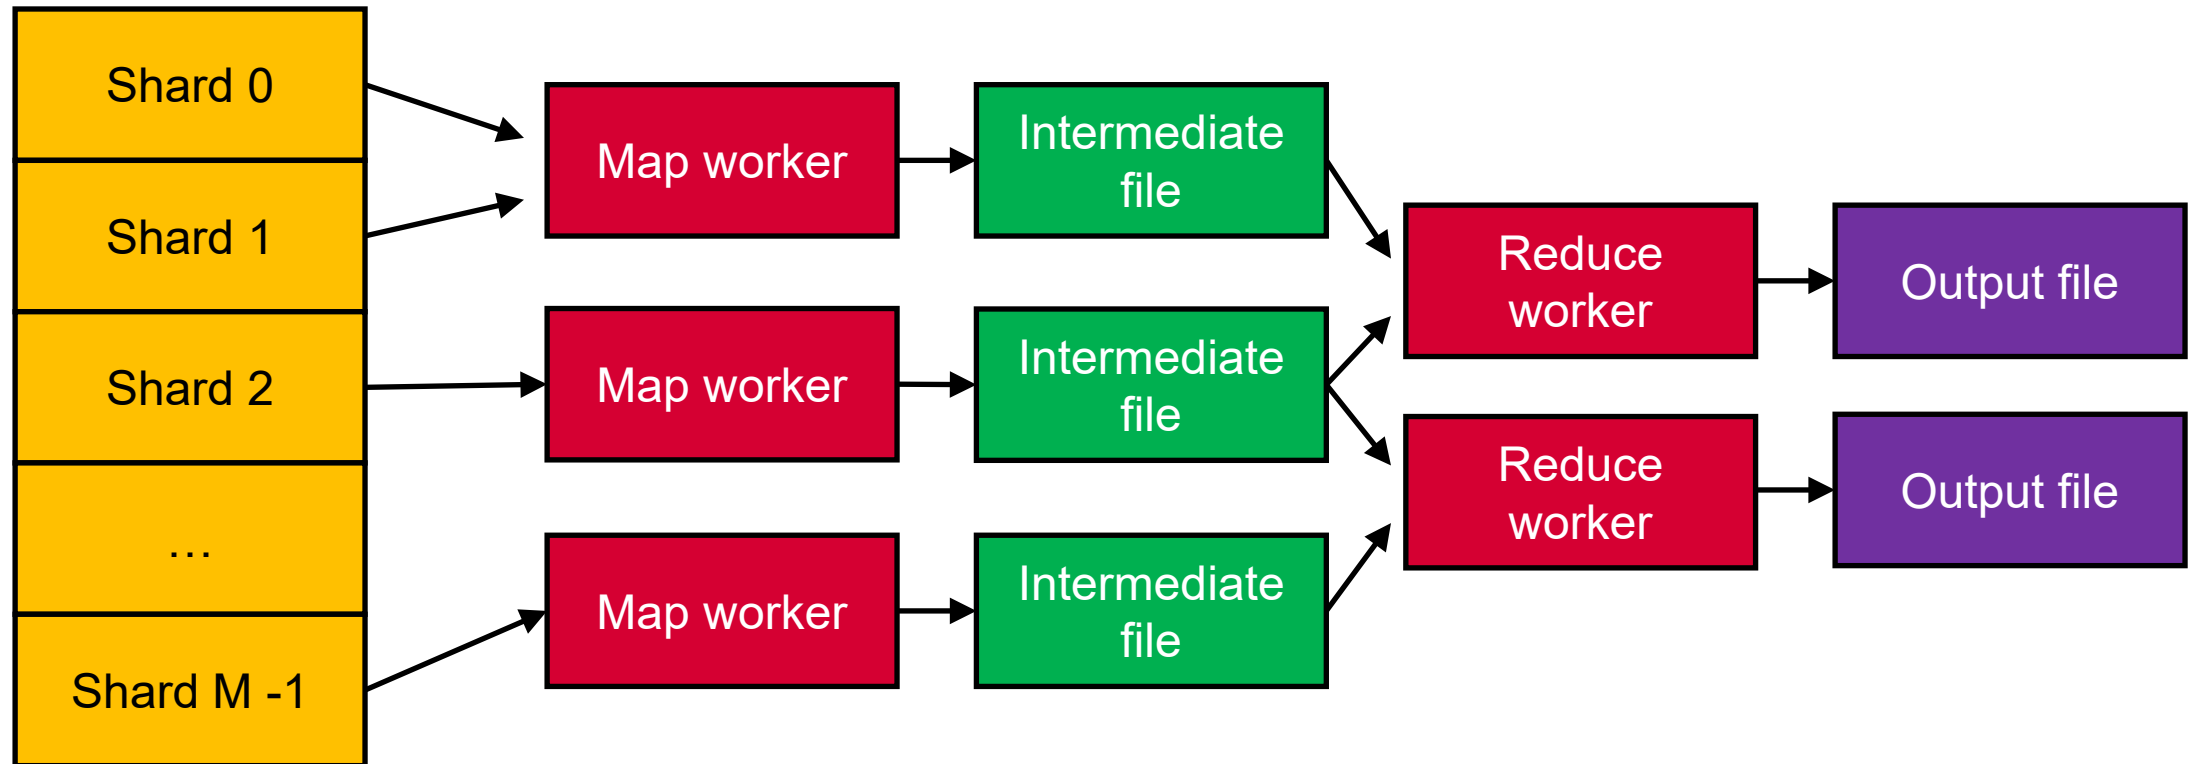 Shard 0
Shard 1
Shard 2
…
Shard M -1
Map worker
Map worker
Map worker
Intermediate
file
Intermediate
file
Intermediate
file
Reduce
worker
Reduce
worker
Output file
Output file